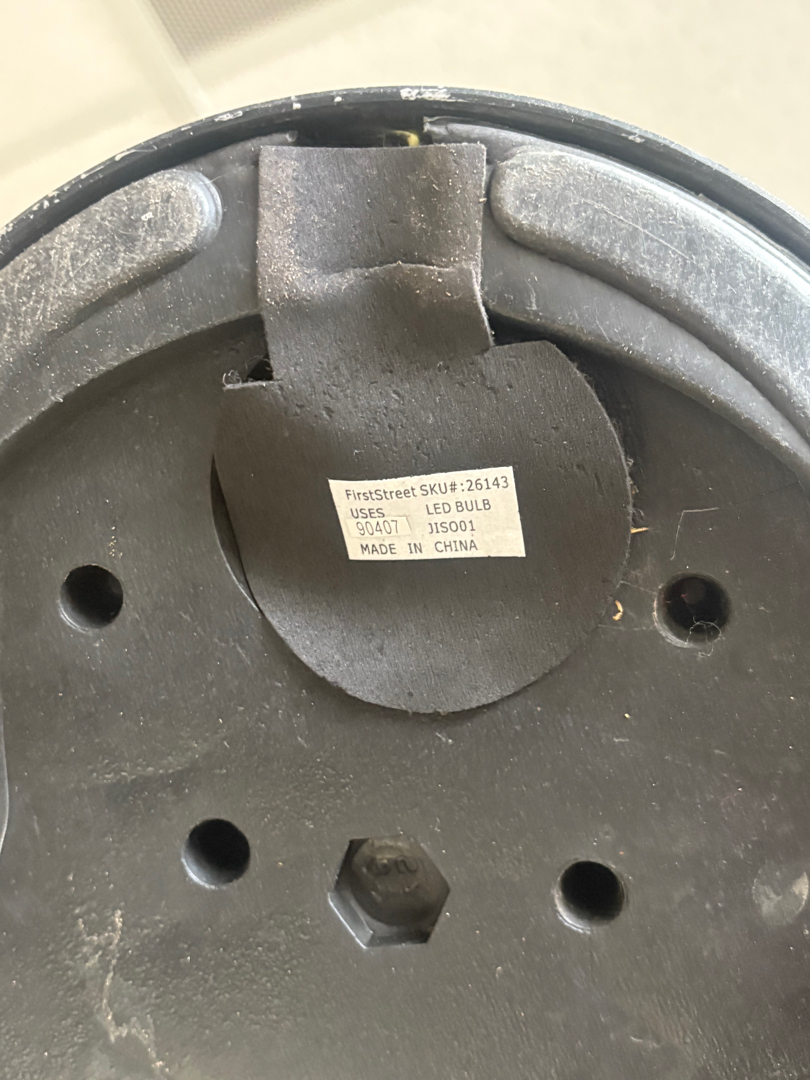 FirstStreet SKU#:26143
USES LED BULB
90407 JISO01
MADE IN CHINA